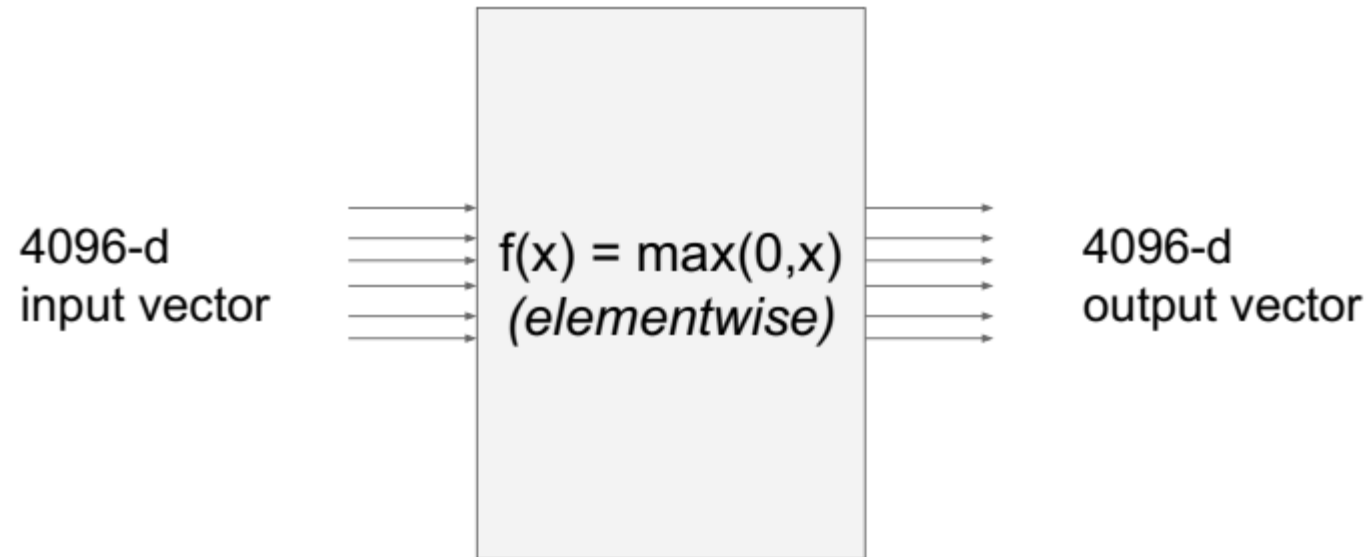 4096-d
input vector
f(x) = max(0,x)
(elementwise)
4096-d
output vector